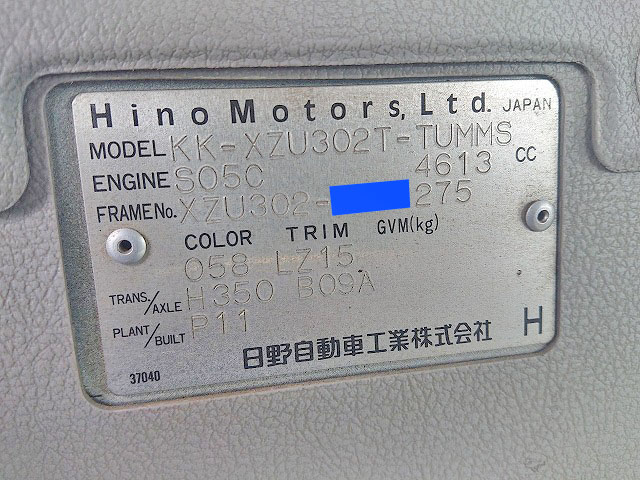 Hino Motors, Ltd. JAPAN
MODEL KK-XZU302T-TUMMS
ENGINE S05C 4613 CC
FRAME No. XZU302- 275
COLOR TRIM GVM(kg)
058 LZ15
TRANS./AXLE H350 B09A
PLANT/BUILT P11
日野自動車工業株式会社 H
37040